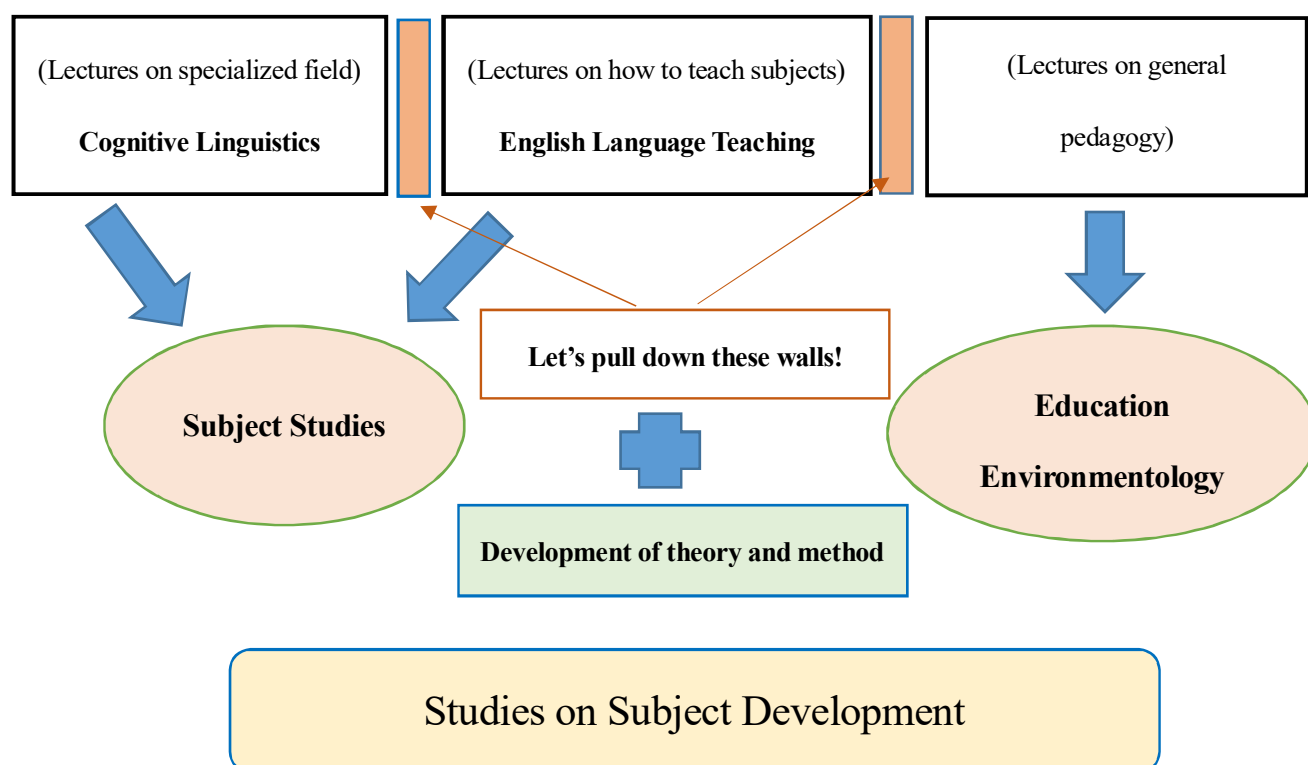 (Lectures on specialized field)
Cognitive Linguistics
(Lectures on how to teach subjects)
English Language Teaching
(Lectures on general
pedagogy)
Let’s pull down these walls!
Subject Studies
Education
Environmentology
Development of theory and method
Studies on Subject Development